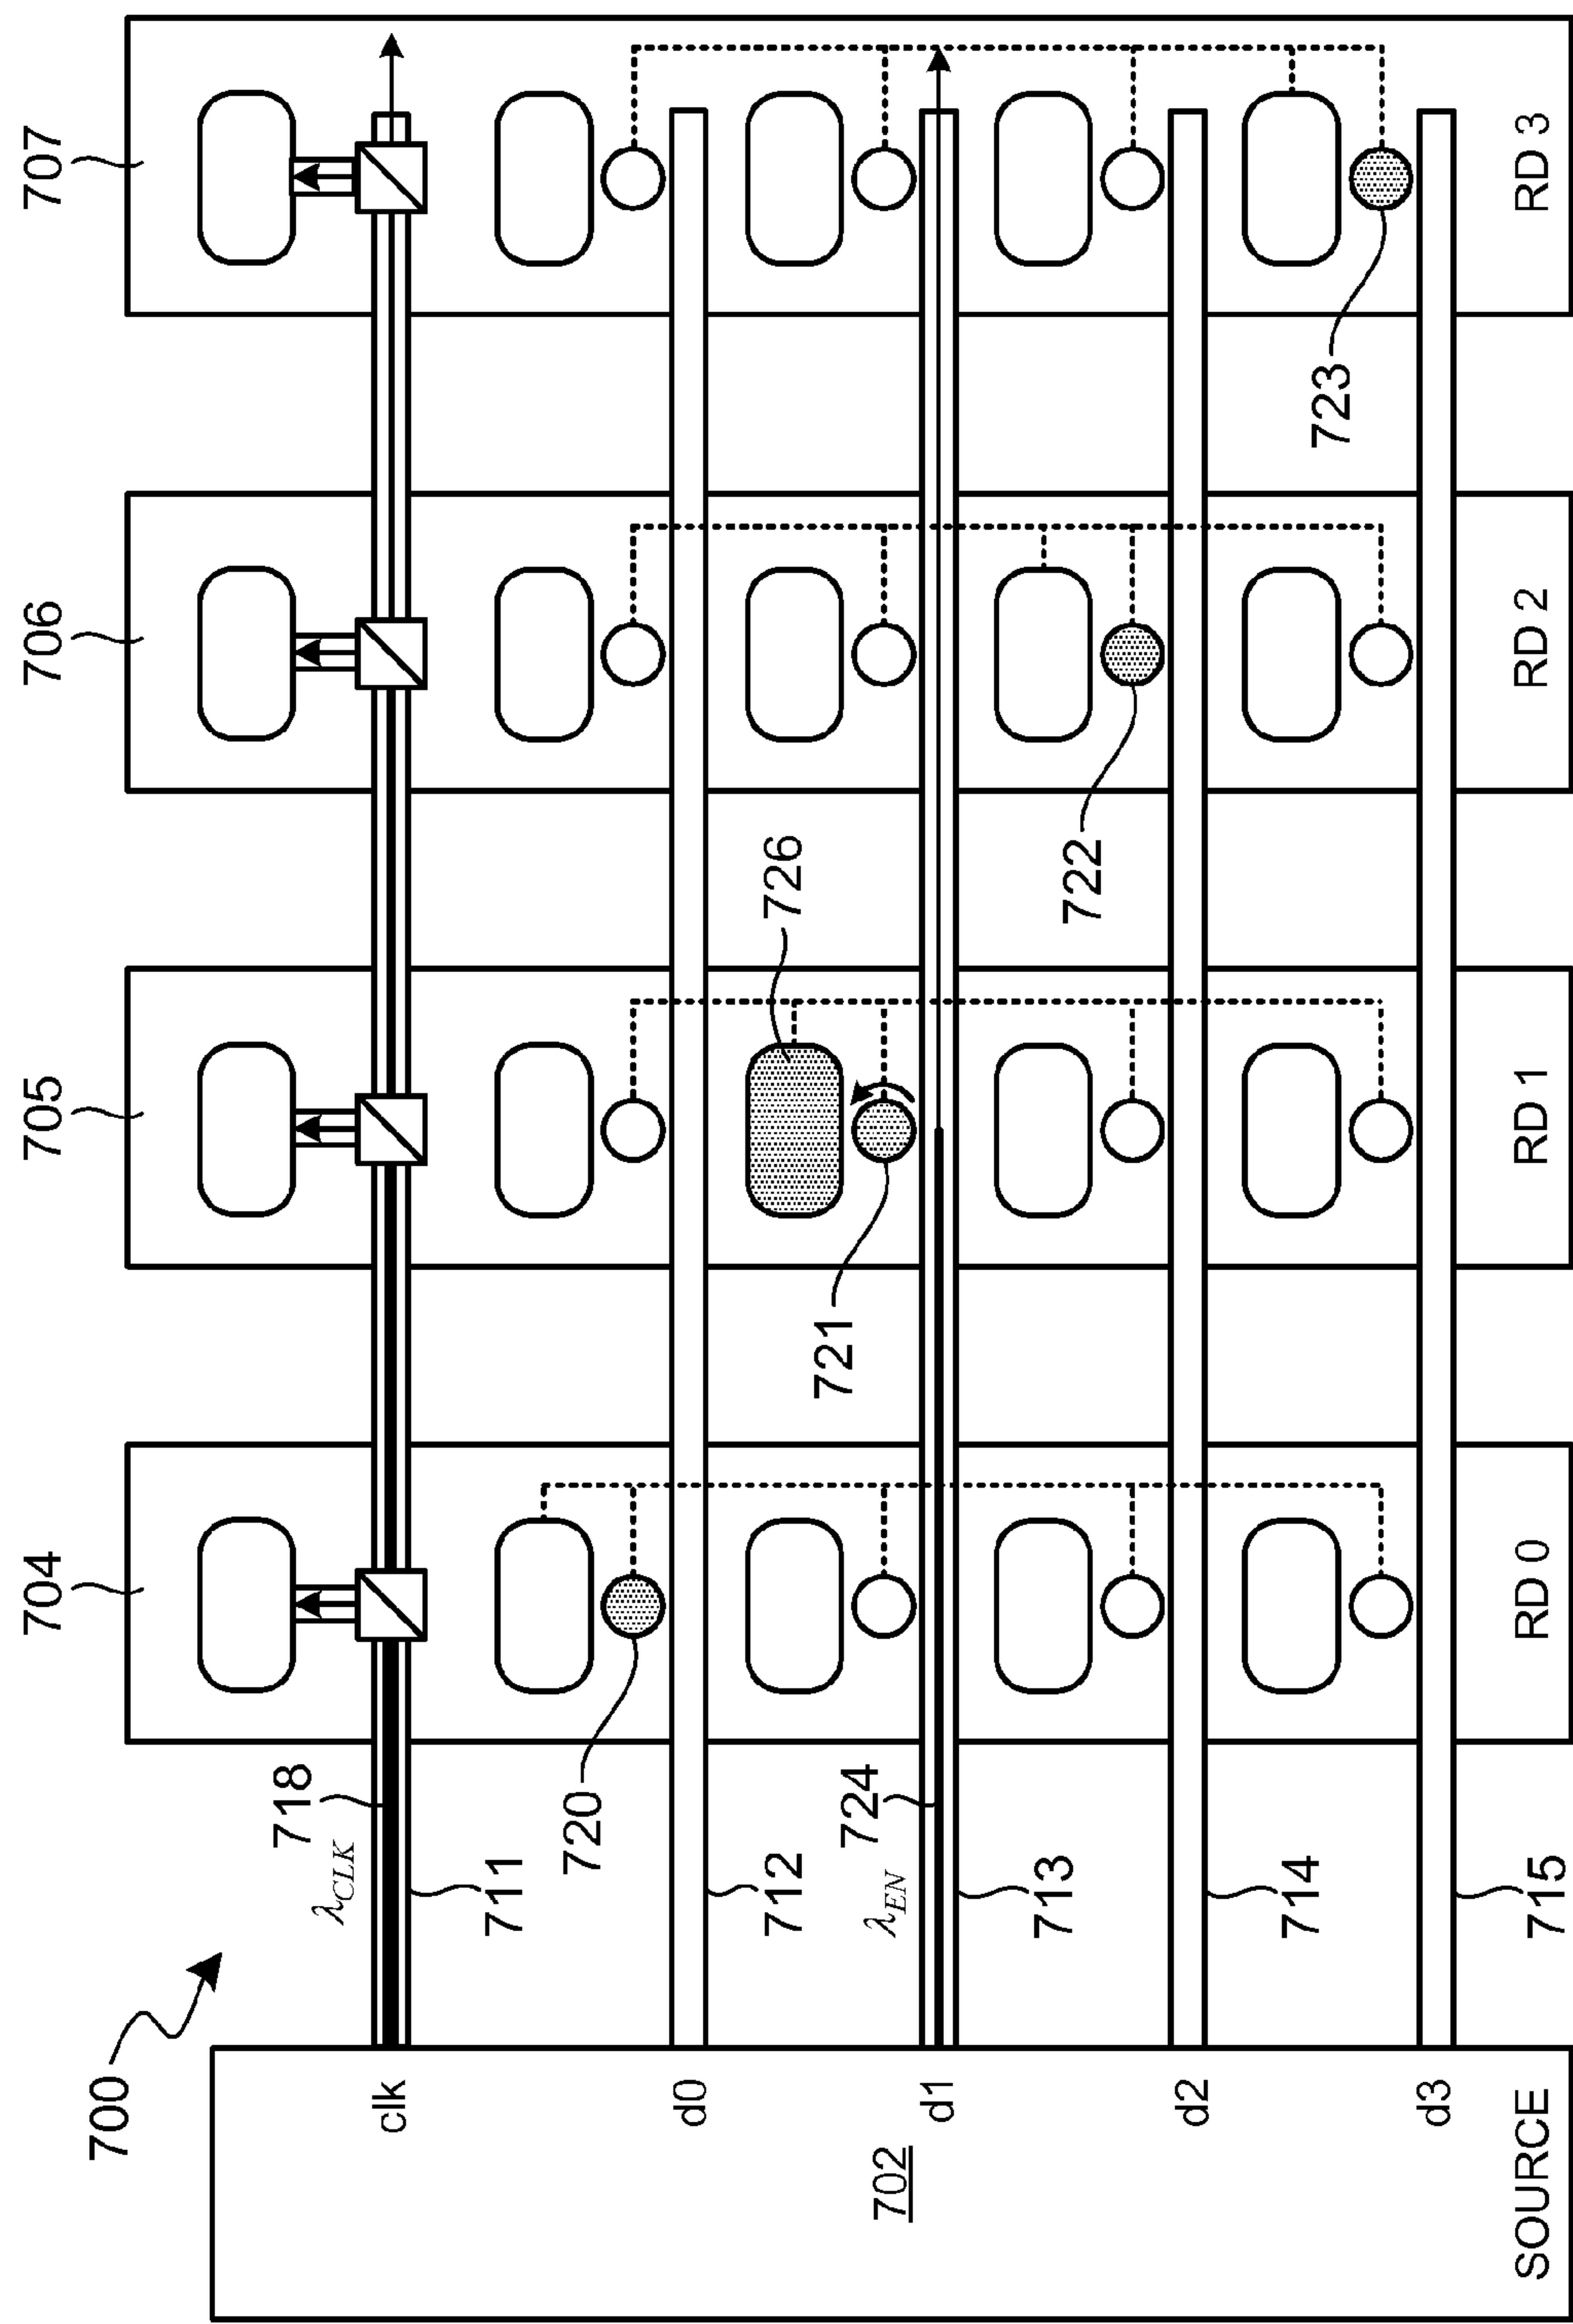 700
704
705
706
707
718
λCLK
clk
711
720
d0
712
726
724
λEN
721
702
d1
713
722
d2
714
723
d3
715
SOURCE
RD 0
RD 1
RD 2
RD 3